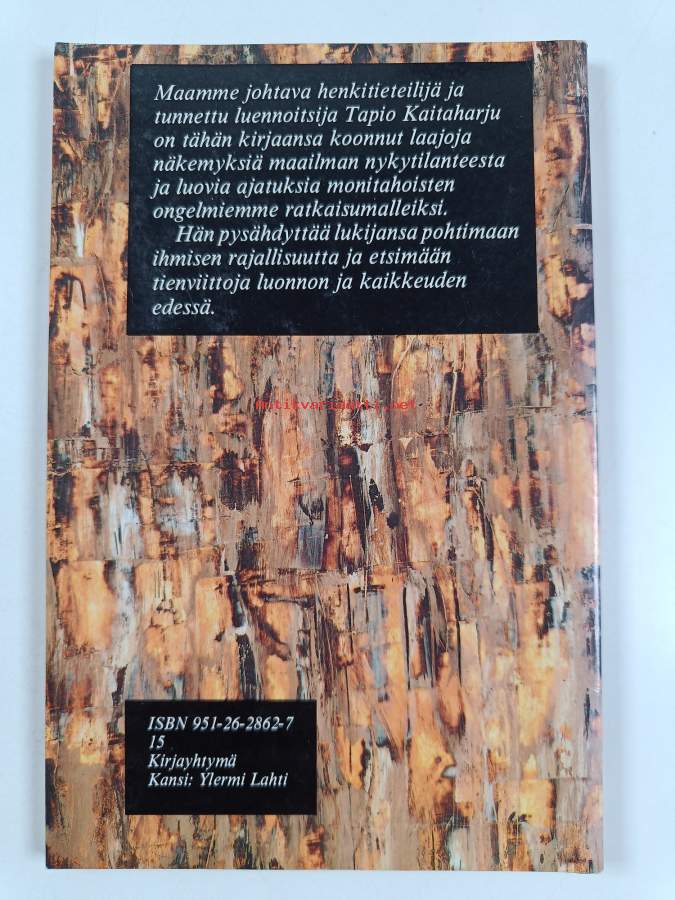 Maamme johtava henkitieteilijä ja
tunnettu luennoitsija Tapio Kaitaharju
on tähän kirjaansa koonnut laajoja
näkemyksiä maailman nykytilanteesta
ja luovia ajatuksia monitahoisten
ongelmiemme ratkaisumalleiksi.
Hän pysähdyttää lukijansa pohtimaan
ihmisen rajallisuutta ja etsimään
tienviittoja luonnon ja kaikkeuden
edessä.
ISBN 951-26-2862-7
15
Kirjayhtymä
Kansi: Ylermi Lahti